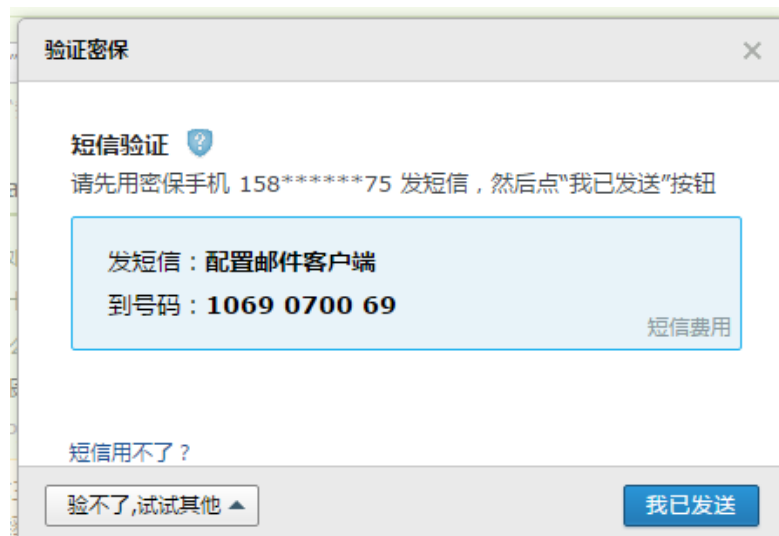 验证密保
短信验证
请先用密保手机 158******75 发短信，然后点“我已发送”按钮
发短信：配置邮件客户端
到号码：1069 0700 69
短信费用
短信用不了？
验不了,试试其他
我已发送